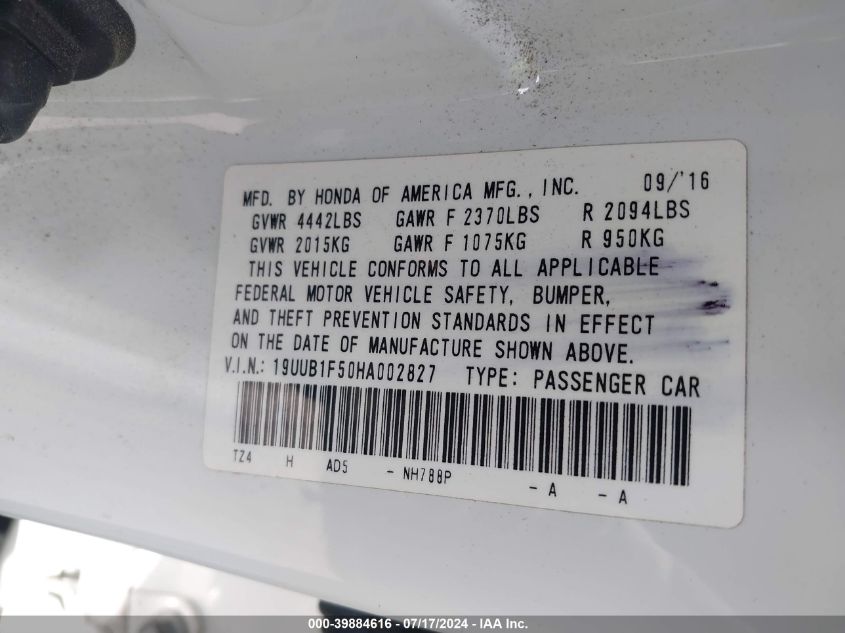 MFD. BY HONDA OF AMERICA MFG., INC. 09/'16
GVWR 4442LBS GAWR F 2370LBS R 2094LBS
GVWR 2015KG GAWR F 1075KG R 950KG
THIS VEHICLE CONFORMS TO ALL APPLICABLE
FEDERAL MOTOR VEHICLE SAFETY, BUMPER,
AND THEFT PREVENTION STANDARDS IN EFFECT
ON THE DATE OF MANUFACTURE SHOWN ABOVE.
V.I.N.: 19UUB1F50HA002827 TYPE: PASSENGER CAR
TZ4 H AD5 - NH788P - A - A
000-39884616 - 07/17/2024 - IAA Inc.